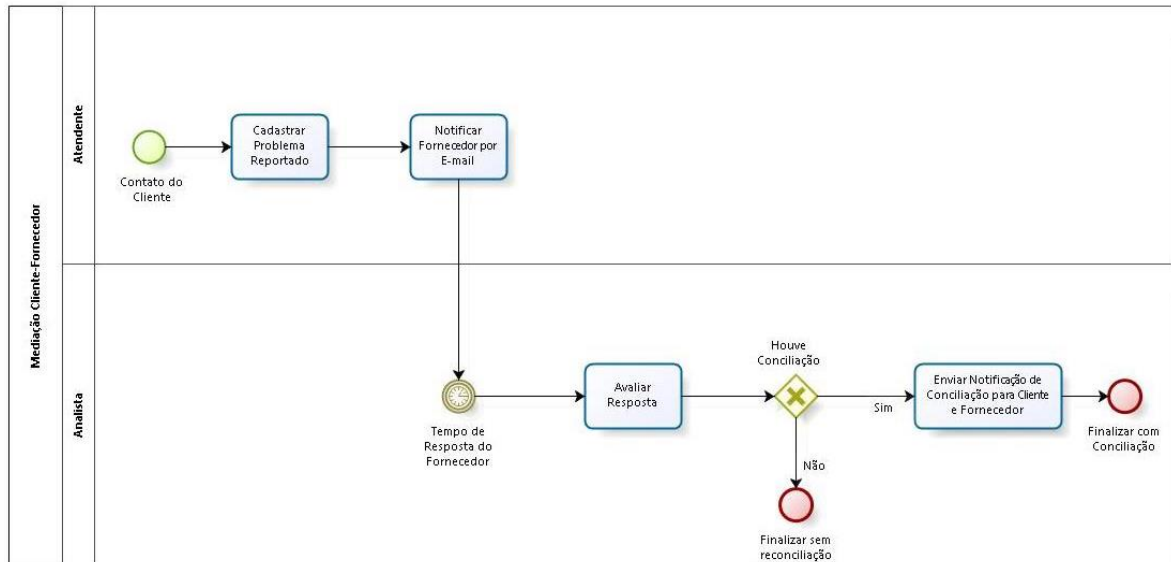 Mediação Cliente-Fornecedor
Atendente
Contato do
Cliente
Cadastrar
Problema
Reportado
Notificar
Fornecedor por
E-mail
Analista
Tempo de
Resposta do
Fornecedor
Avaliar
Resposta
Houve
Conciliação
Sim
Não
Enviar Notificação de
Conciliação para Cliente
e Fornecedor
Finalizar com
Conciliação
Finalizar sem
reconciliação